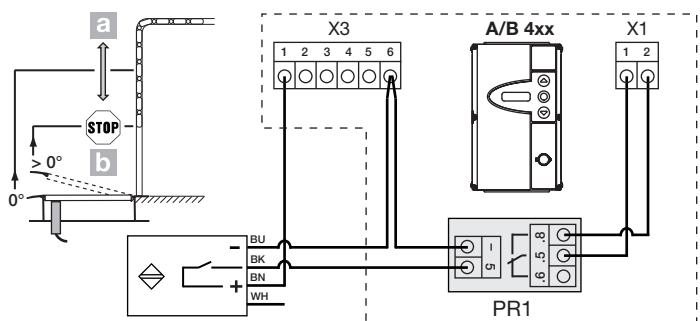 X3
A/B 4xx
X1
a
1 2 3 4 5 6
1 2
STOP
b
> 0°
0°
BU
–
BK
BN
+
WH
–
5
.8
.5
.6
PR1